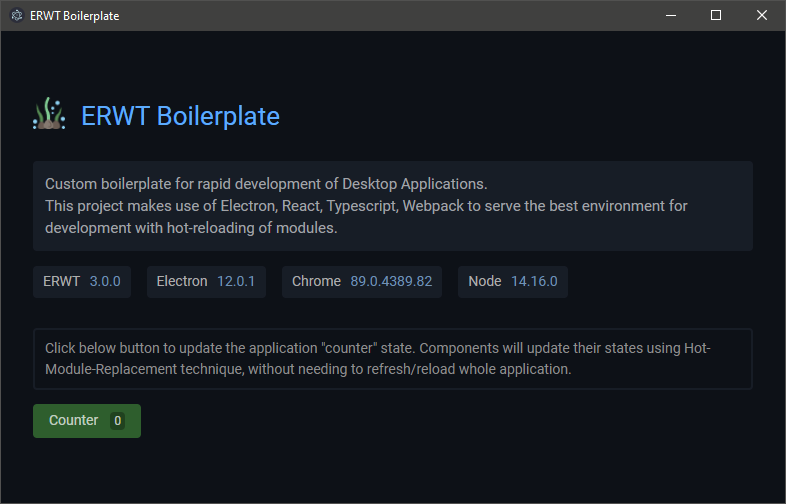 ERWT Boilerplate
ERWT Boilerplate
Custom boilerplate for rapid development of Desktop Applications.
This project makes use of Electron, React, Typescript, Webpack to serve the best environment for
development with hot-reloading of modules.
ERWT 3.0.0 Electron 12.0.1 Chrome 89.0.4389.82 Node 14.16.0
Click below button to update the application "counter" state. Components will update their states using Hot-
Module-Replacement technique, without needing to refresh/reload whole application.
Counter 0